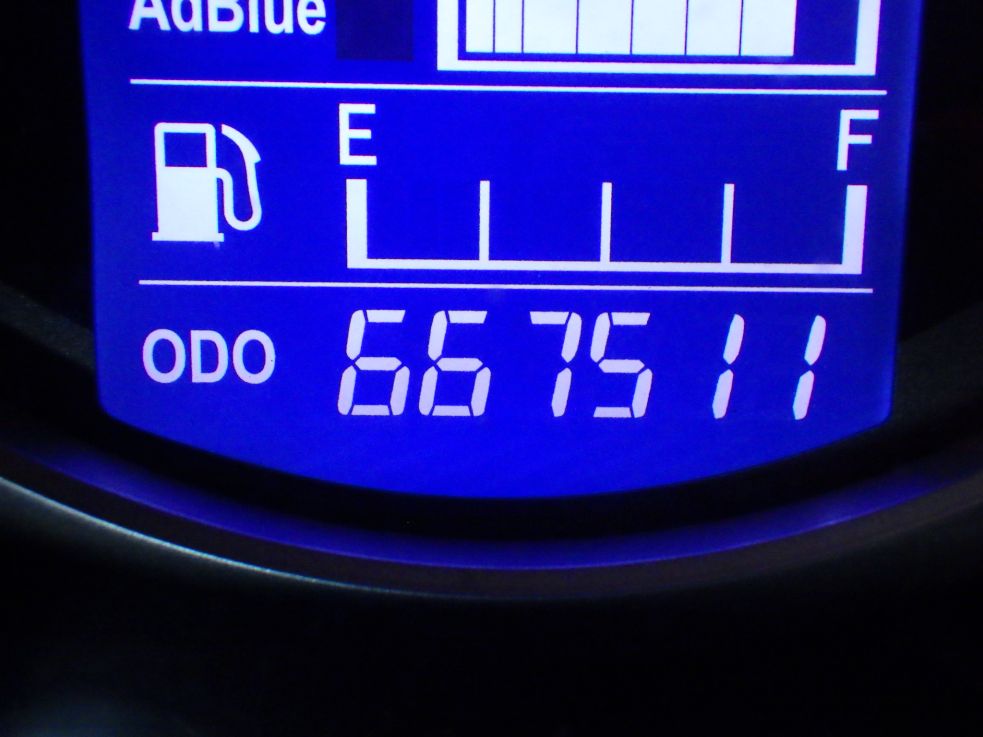 AdBlue
E F
ODO 667511